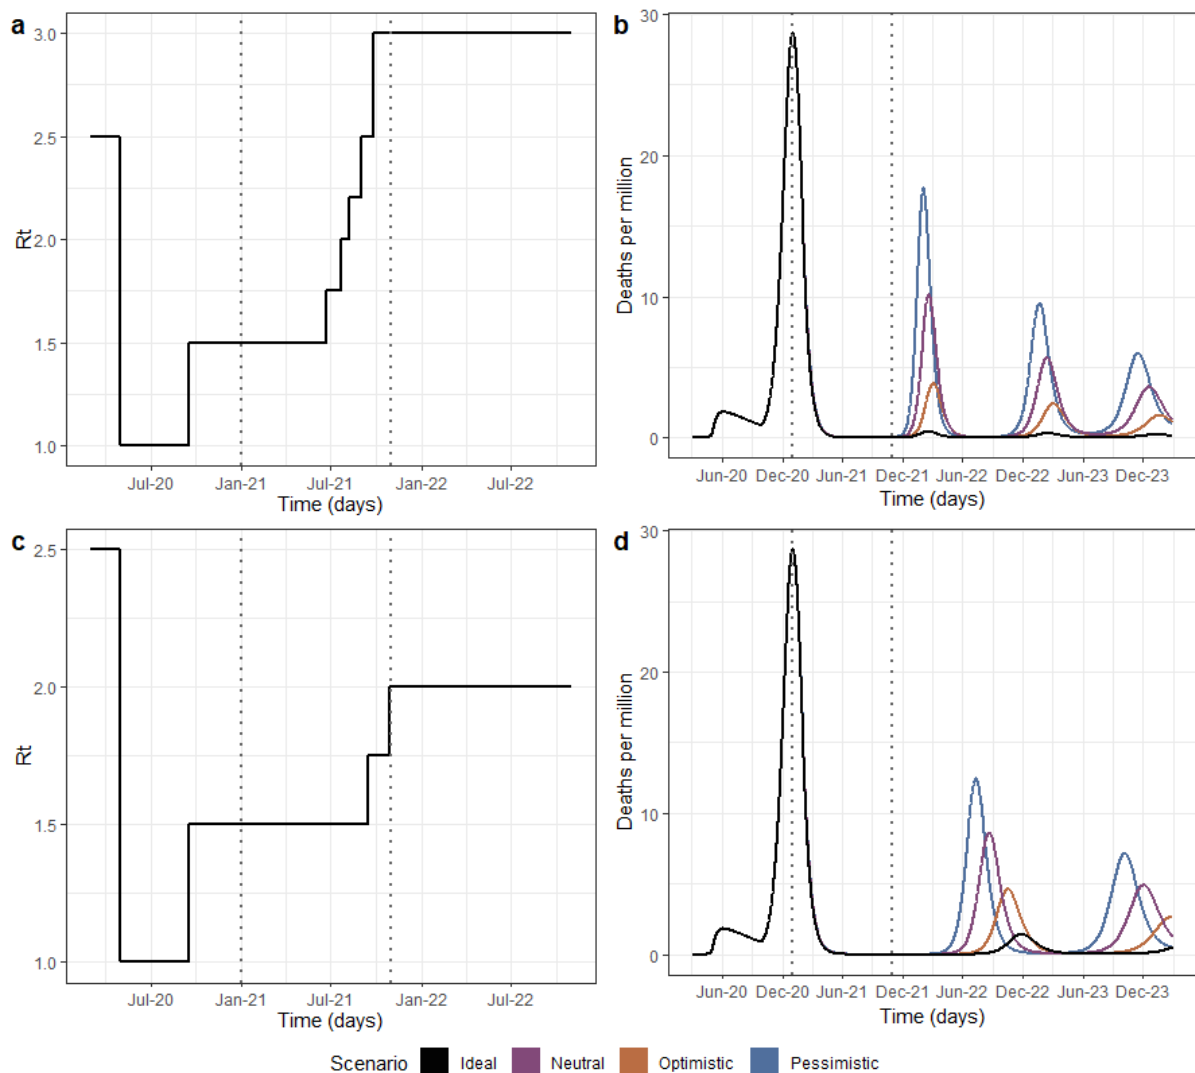 a
3.0
2.5
2.0
1.5
1.0
Rt
Jul-20 Jan-21 Jul-21 Jan-22 Jul-22
Time (days)
b
30
20
10
0
Deaths per million
Jun-20 Dec-20 Jun-21 Dec-21 Jun-22 Dec-22 Jun-23 Dec-23
Time (days)
c
2.5
2.0
1.5
1.0
Rt
Jul-20 Jan-21 Jul-21 Jan-22 Jul-22
Time (days)
d
30
20
10
0
Deaths per million
Jun-20 Dec-20 Jun-21 Dec-21 Jun-22 Dec-22 Jun-23 Dec-23
Time (days)
Scenario Ideal Neutral Optimistic Pessimistic